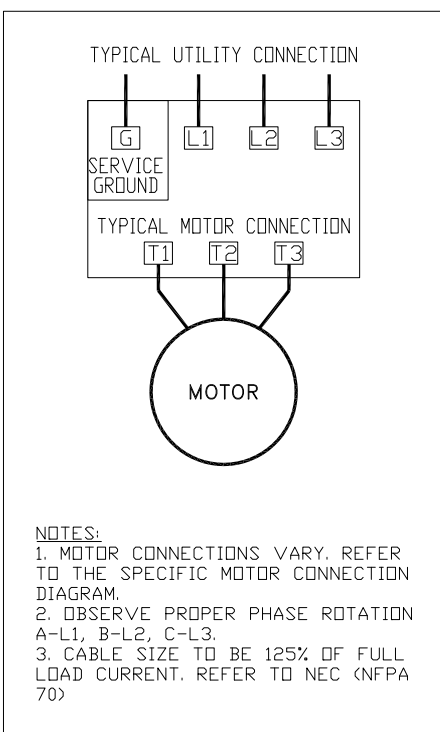 TYPICAL UTILITY CONNECTION
G L1 L2 L3
SERVICE
GROUND
TYPICAL MOTOR CONNECTION
T1 T2 T3
MOTOR
NOTES:
1. MOTOR CONNECTIONS VARY. REFER
TO THE SPECIFIC MOTOR CONNECTION
DIAGRAM.
2. OBSERVE PROPER PHASE ROTATION
A-L1, B-L2, C-L3.
3. CABLE SIZE TO BE 125% OF FULL
LOAD CURRENT. REFER TO NEC (NFPA
70)